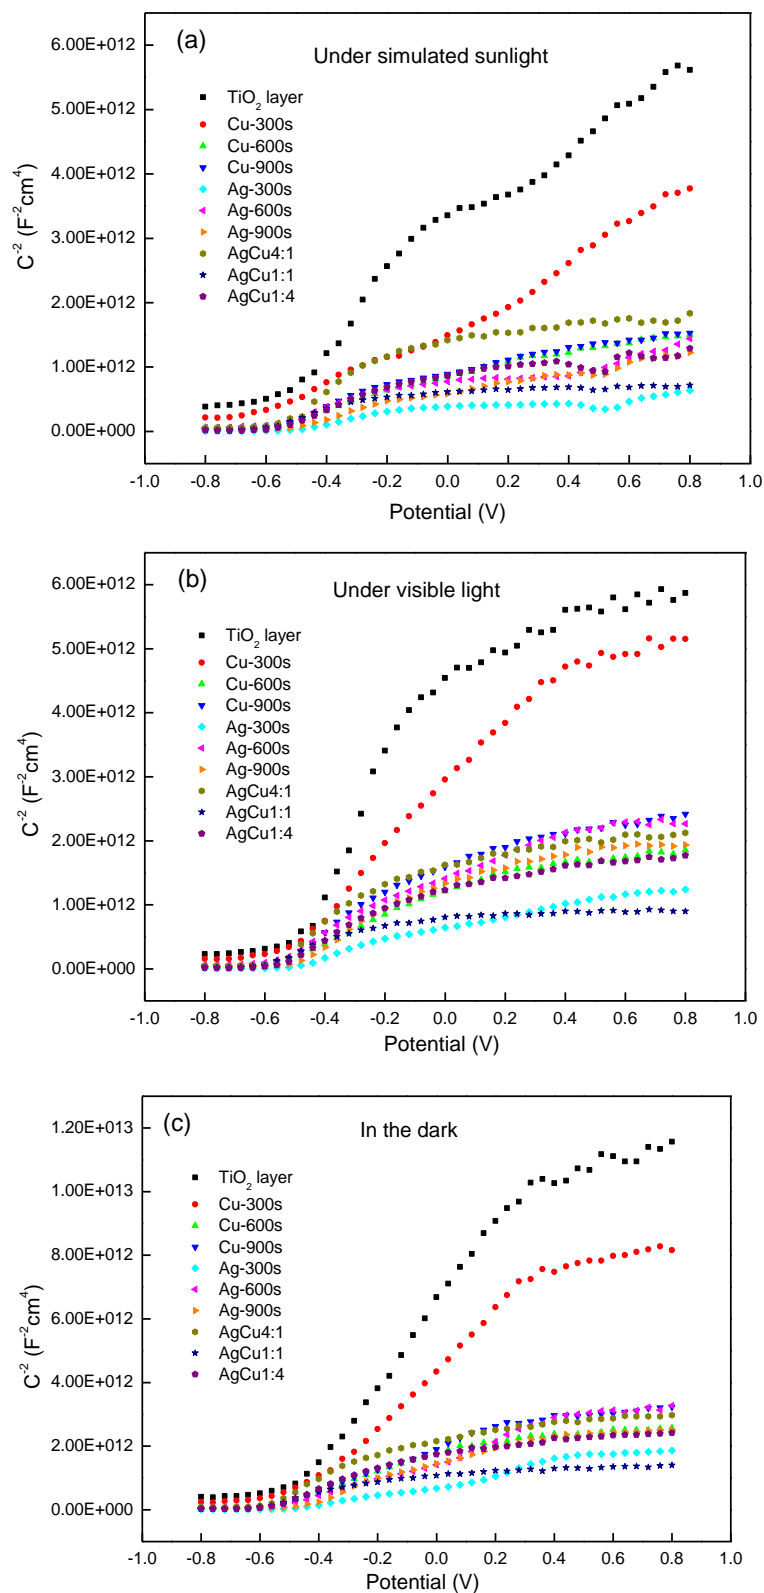 (a)
Under simulated sunlight
6.00E+012
5.00E+012
4.00E+012
3.00E+012
2.00E+012
1.00E+012
0.00E+000
C⁻² (F⁻²cm⁴)
TiO₂ layer
Cu-300s
Cu-600s
Cu-900s
Ag-300s
Ag-600s
Ag-900s
AgCu4:1
AgCu1:1
AgCu1:4
-1.0 -0.8 -0.6 -0.4 -0.2 0.0 0.2 0.4 0.6 0.8 1.0
Potential (V)
(b)
Under visible light
6.00E+012
5.00E+012
4.00E+012
3.00E+012
2.00E+012
1.00E+012
0.00E+000
C⁻² (F⁻²cm⁴)
TiO₂ layer
Cu-300s
Cu-600s
Cu-900s
Ag-300s
Ag-600s
Ag-900s
AgCu4:1
AgCu1:1
AgCu1:4
-1.0 -0.8 -0.6 -0.4 -0.2 0.0 0.2 0.4 0.6 0.8 1.0
Potential (V)
(c)
In the dark
1.20E+013
1.00E+013
8.00E+012
6.00E+012
4.00E+012
2.00E+012
0.00E+000
C⁻² (F⁻²cm⁴)
TiO₂ layer
Cu-300s
Cu-600s
Cu-900s
Ag-300s
Ag-600s
Ag-900s
AgCu4:1
AgCu1:1
AgCu1:4
-1.0 -0.8 -0.6 -0.4 -0.2 0.0 0.2 0.4 0.6 0.8 1.0
Potential (V)